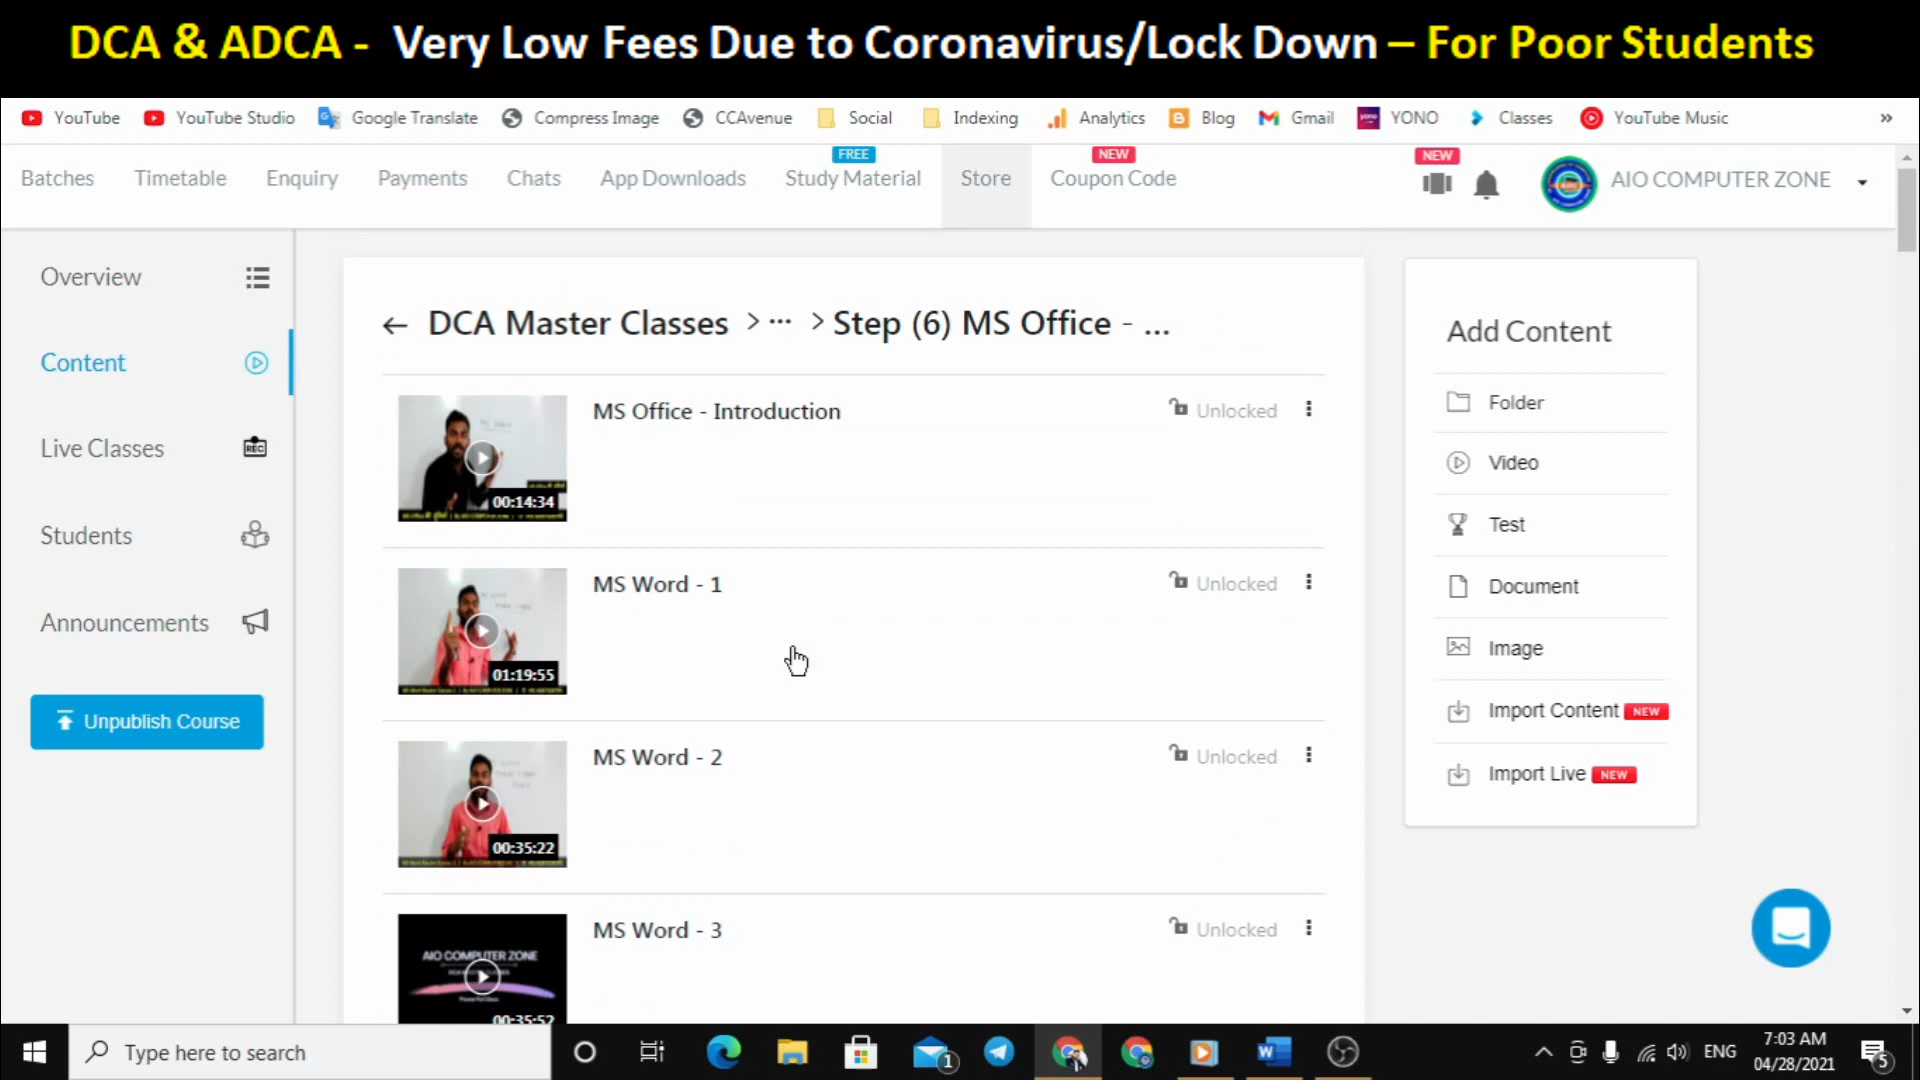 DCA & ADCA - Very Low Fees Due to Coronavirus/Lock Down – For Poor Students
YouTube YouTube Studio Google Translate Compress Image CCAvenue Social Indexing Analytics Blog Gmail YONO Classes YouTube Music »
FREE NEW NEW
Batches Timetable Enquiry Payments Chats App Downloads Study Material Store Coupon Code AIO COMPUTER ZONE
Overview
Content
Live Classes REC
Students
Announcements
Unpublish Course
DCA Master Classes > ... > Step (6) MS Office - ...
MS Office - Introduction Unlocked
00:14:34
MS Word - 1 Unlocked
01:19:55
MS Word - 2 Unlocked
00:35:22
MS Word - 3 Unlocked
AIO COMPUTER ZONE
00:35:52
Add Content
Folder
Video
Test
Document
Image
Import Content NEW
Import Live NEW
Type here to search
1
ENG
7:03 AM
04/28/2021
5